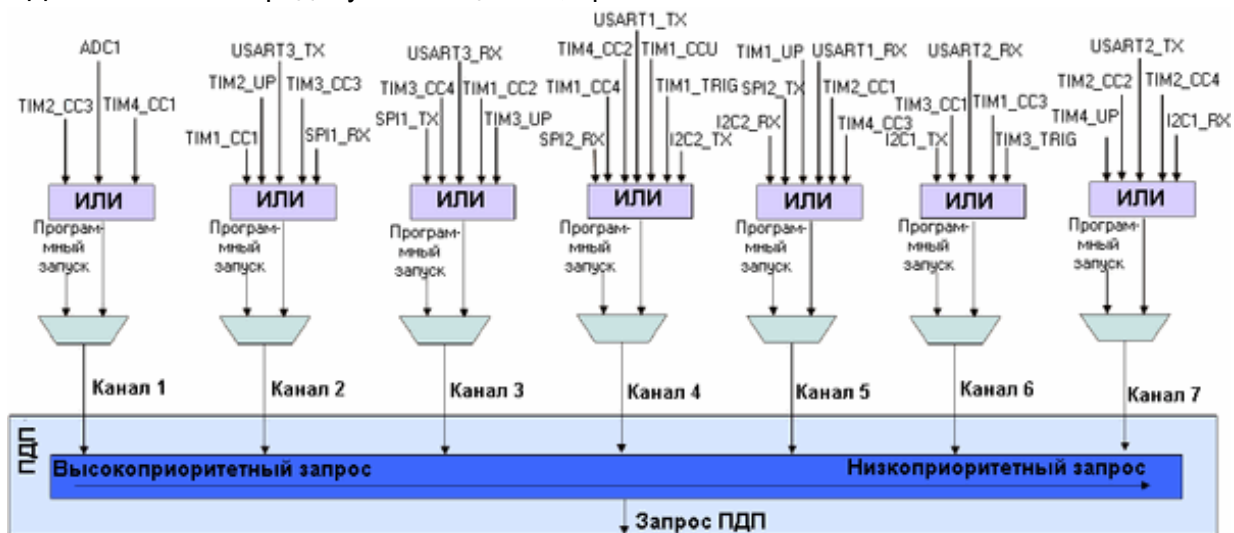 USART1_TX
ADC1
USART3_TX
USART3_RX
TIM4_CC2
TIM1_CCU
TIM1_UP
USART1_RX
USART2_RX
USART2_TX
TIM2_UP
TIM3_CC3
TIM3_CC4
TIM1_CC2
TIM1_CC4
TIM1_TRIG
SPI2_TX
TIM2_CC1
TIM2_CC2
TIM2_CC4
TIM2_CC3
TIM4_CC1
TIM1_CC1
SPI1_RX
SPI1_TX
TIM3_UP
SPI2_RX
I2C2_TX
I2C2_RX
TIM4_CC3
TIM3_CC1
TIM1_CC3
I2C1_TX
TIM3_TRIG
TIM4_UP
I2C1_RX
ИЛИ
ИЛИ
ИЛИ
ИЛИ
ИЛИ
ИЛИ
ИЛИ
Програм-
мный
запуск
Програм-
мный
запуск
Програм-
мный
запуск
Програм-
мный
запуск
Програм-
мный
запуск
Програм-
мный
запуск
Програм-
мный
запуск
Канал 1
Канал 2
Канал 3
Канал 4
Канал 5
Канал 6
Канал 7
ПДП
Высокоприоритетный запрос
Низкоприоритетный запрос
Запрос ПДП